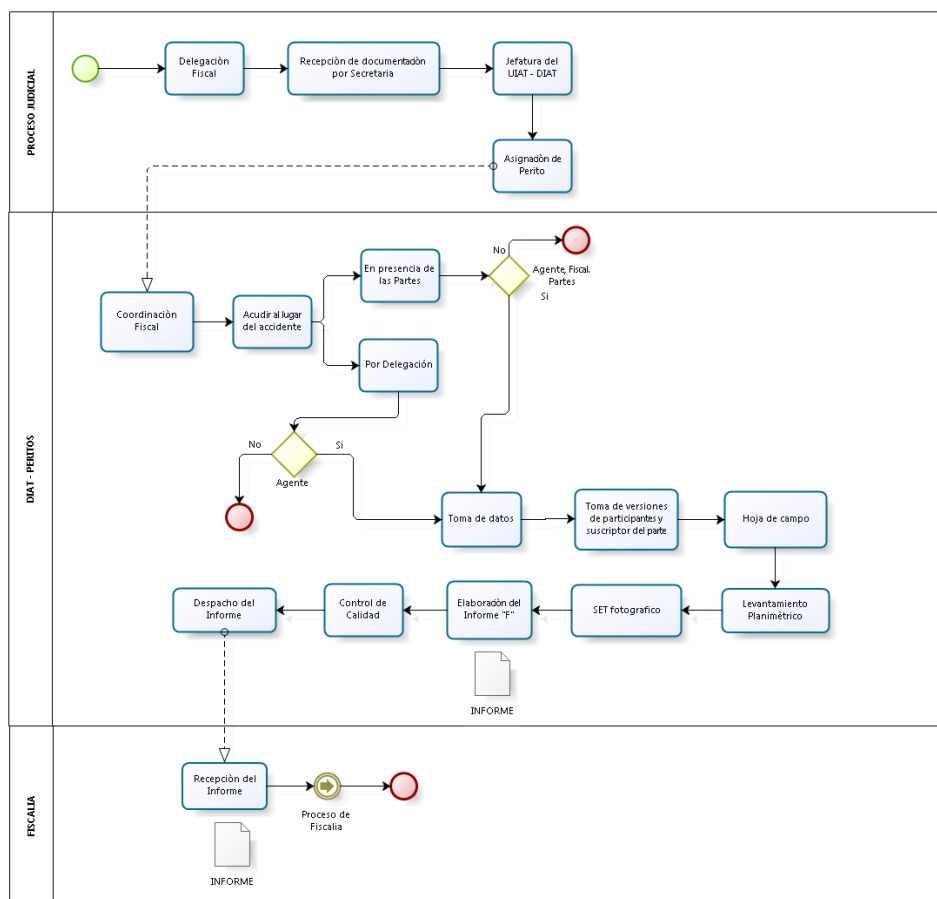 PROCESO JUDICIAL
Delegaciòn
Fiscal
Recepciòn de documentaciòn
por Secretaria
Jefatura del
UIAT - DIAT
Asignaciòn de
Perito
DIAT - PERITOS
Coordinaciòn
Fiscal
Acudir al lugar
del accidente
En presencia de
las Partes
No
Agente, Fiscal.
Partes
Si
Por Delegación
No
Si
Agente
Toma de datos
Toma de versiones
de participantes y
suscriptor del parte
Hoja de campo
Levantamiento
Planimètrico
SET fotografico
Elaboraciòn del
Informe "F"
INFORME
Control de
Calidad
Despacho del
Informe
FISCALIA
Recepciòn del
Informe
INFORME
Proceso de
Fiscalia